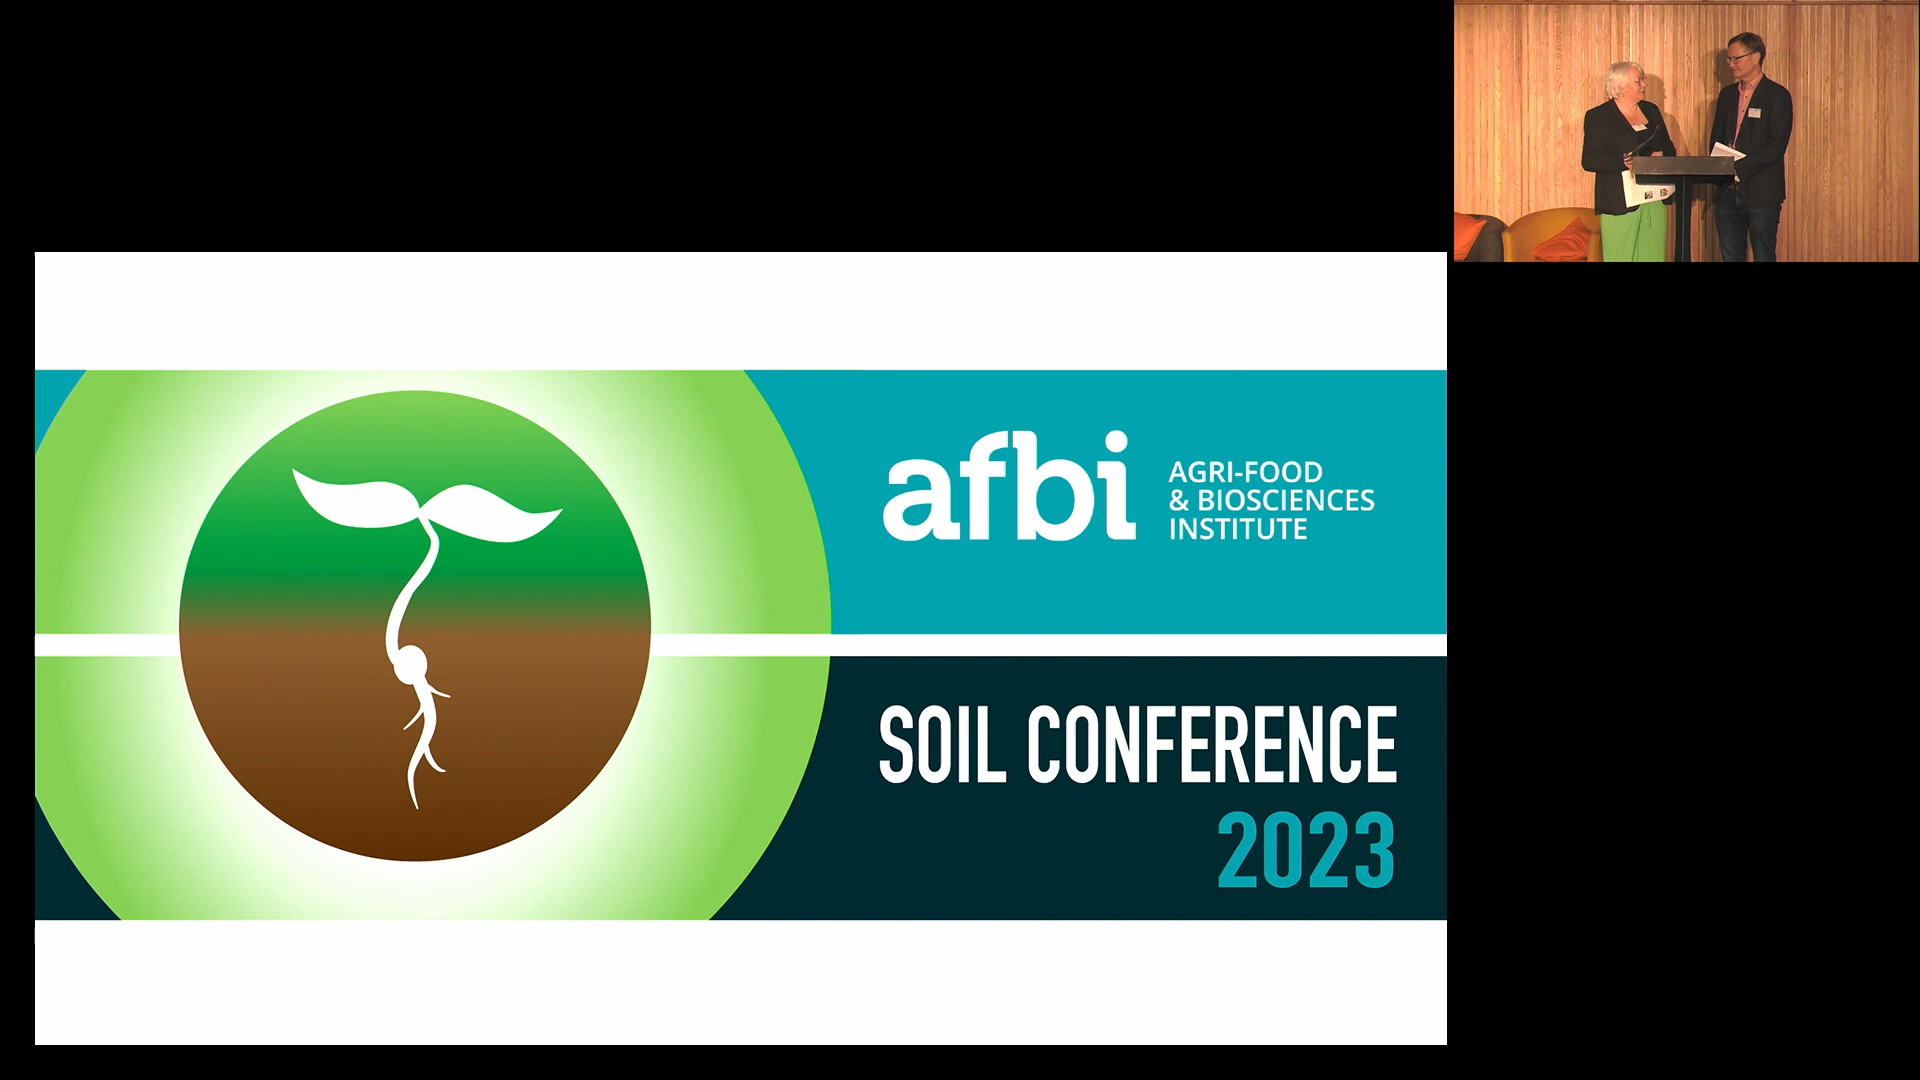 afbi
AGRI-FOOD
& BIOSCIENCES
INSTITUTE
SOIL CONFERENCE
2023